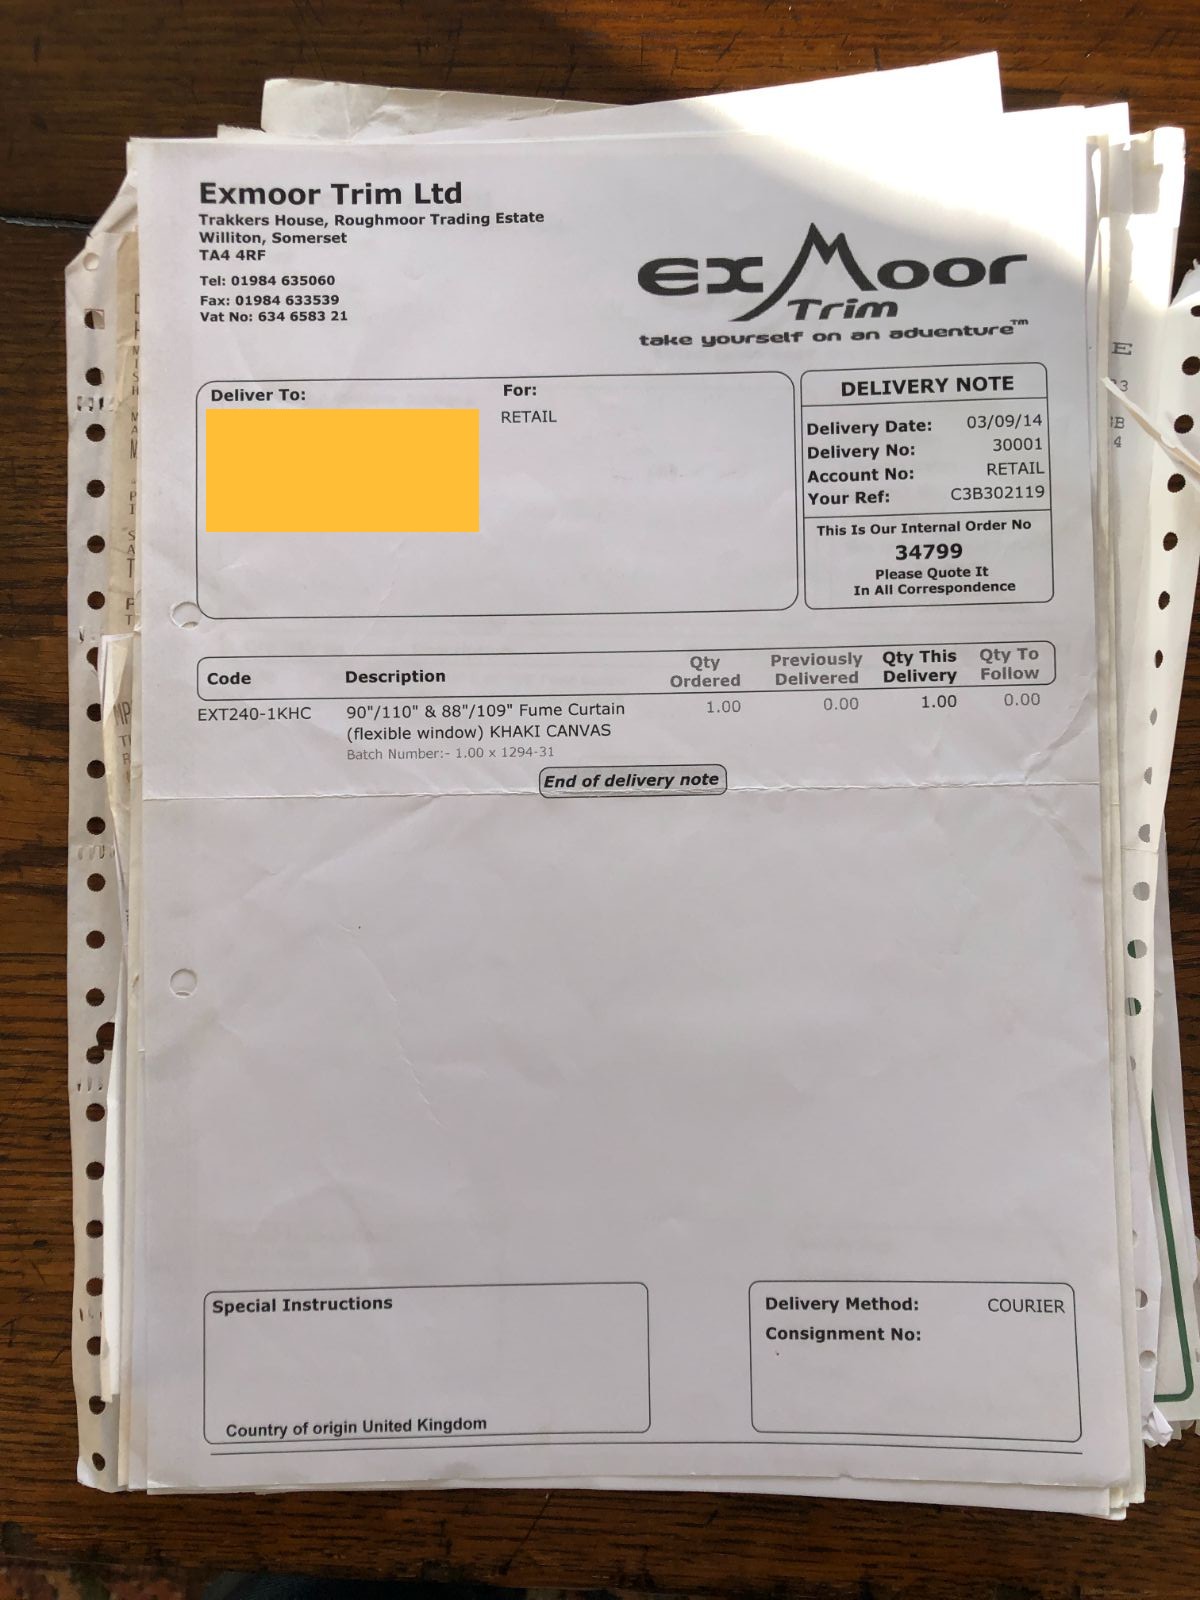 Exmoor Trim Ltd
Trakkers House, Roughmoor Trading Estate
Williton, Somerset
TA4 4RF
Tel: 01984 635060
Fax: 01984 633539
Vat No: 634 6583 21
exmoor
Trim
take yourself on an adventure™
Deliver To:
For:
RETAIL
DELIVERY NOTE
Delivery Date: 03/09/14
Delivery No: 30001
Account No: RETAIL
Your Ref: C3B302119
This Is Our Internal Order No
34799
Please Quote It
In All Correspondence
Code Description Qty Ordered Previously Delivered Qty This Delivery Qty To Follow
EXT240-1KHC 90"/110" & 88"/109" Fume Curtain 1.00 0.00 1.00 0.00
(flexible window) KHAKI CANVAS
Batch Number:- 1.00 x 1294-31
End of delivery note
Special Instructions
Country of origin United Kingdom
Delivery Method: COURIER
Consignment No: